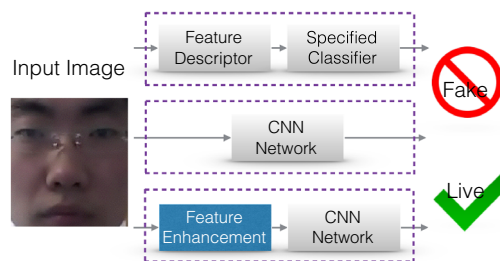 Input Image
Feature
Descriptor
Specified
Classifier
CNN
Network
Feature
Enhancement
CNN
Network
Fake
Live